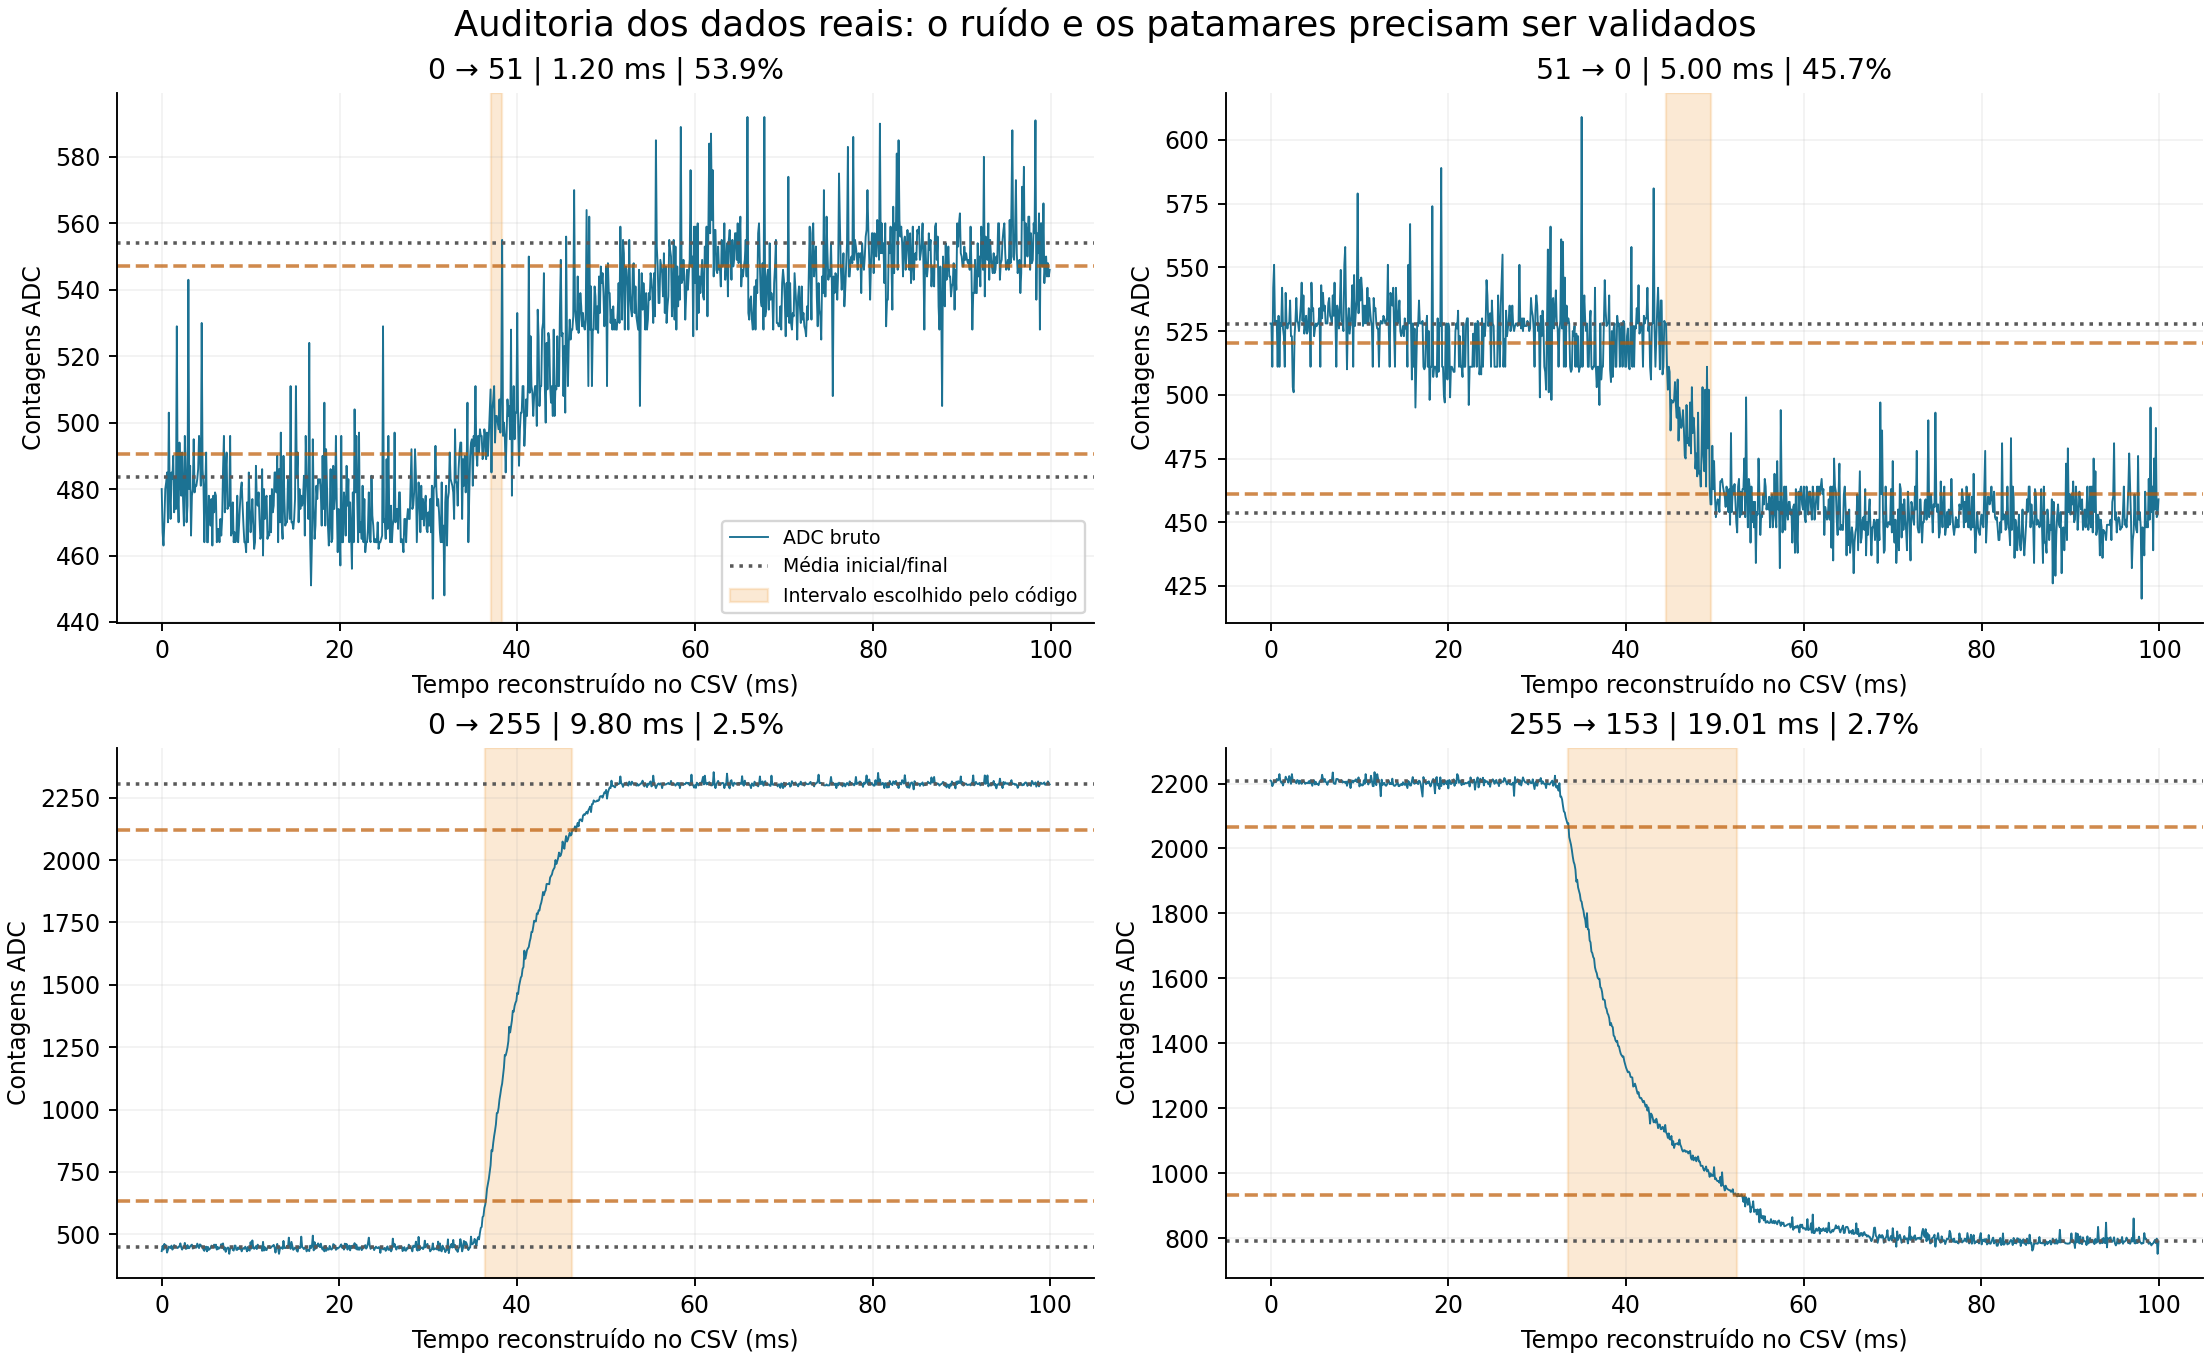 Auditoria dos dados reais: o ruído e os patamares precisam ser validados
0 → 51 | 1.20 ms | 53.9%
Contagens ADC
580
560
540
520
500
480
460
440
ADC bruto
Média inicial/final
Intervalo escolhido pelo código
0 20 40 60 80 100
Tempo reconstruído no CSV (ms)
51 → 0 | 5.00 ms | 45.7%
Contagens ADC
600
575
550
525
500
475
450
425
0 20 40 60 80 100
Tempo reconstruído no CSV (ms)
0 → 255 | 9.80 ms | 2.5%
Contagens ADC
2250
2000
1750
1500
1250
1000
750
500
0 20 40 60 80 100
Tempo reconstruído no CSV (ms)
255 → 153 | 19.01 ms | 2.7%
Contagens ADC
2200
2000
1800
1600
1400
1200
1000
800
0 20 40 60 80 100
Tempo reconstruído no CSV (ms)